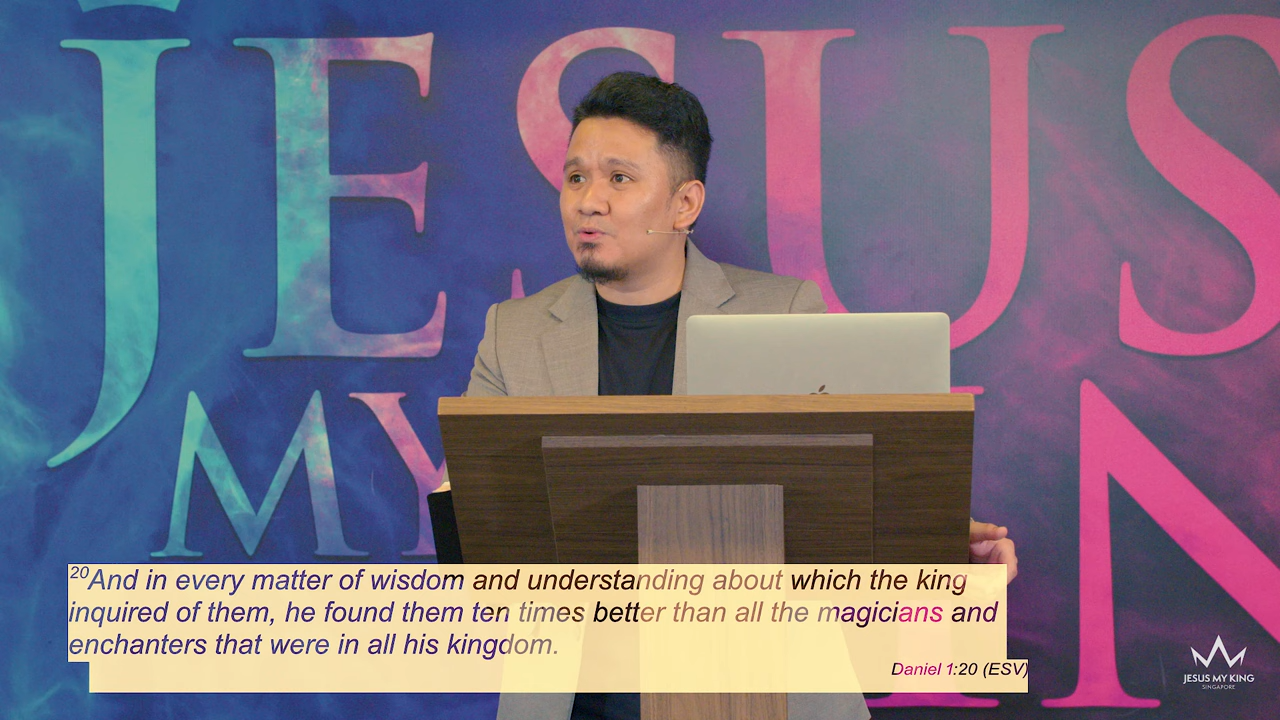 JESUS
MY
20And in every matter of wisdom and understanding about which the king
inquired of them, he found them ten times better than all the magicians and
enchanters that were in all his kingdom.
Daniel 1:20 (ESV)
JESUS MY KING
SINGAPORE